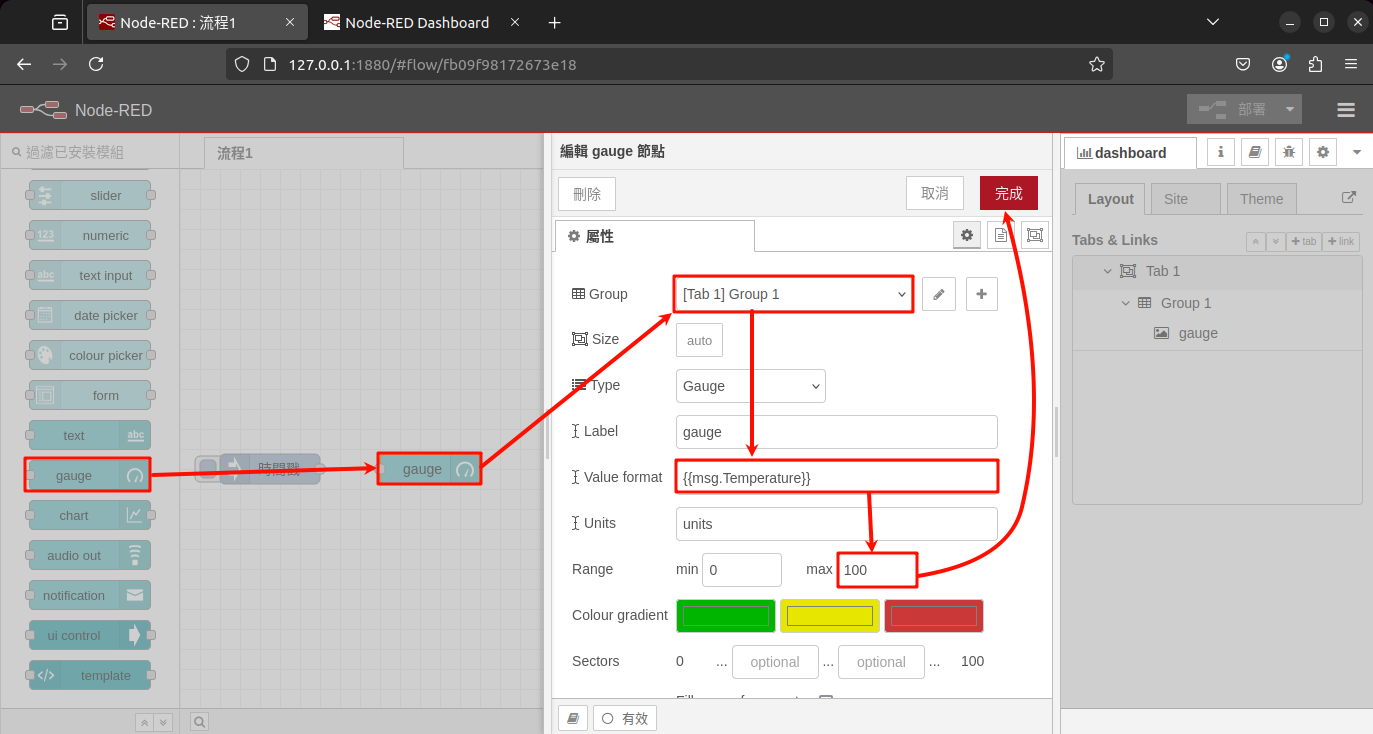 Node-RED : 流程1
Node-RED Dashboard
127.0.0.1:1880/#flow/fb09f98172673e18
Node-RED
部署
過濾已安裝模組
slider
123 numeric
abc text input
date picker
colour picker
form
text abc
gauge
chart
audio out
notification
ui control
</> template
流程1
時間戳
gauge
編輯 gauge 節點
刪除
取消
完成
屬性
Group
[Tab 1] Group 1
Size
auto
Type
Gauge
Label
gauge
Value format
{{msg.Temperature}}
Units
units
Range
min 0
max 100
Colour gradient
Sectors
0 ... optional ... optional ... 100
有效
dashboard
i
Layout
Site
Theme
Tabs & Links
+ tab
+ link
Tab 1
Group 1
gauge